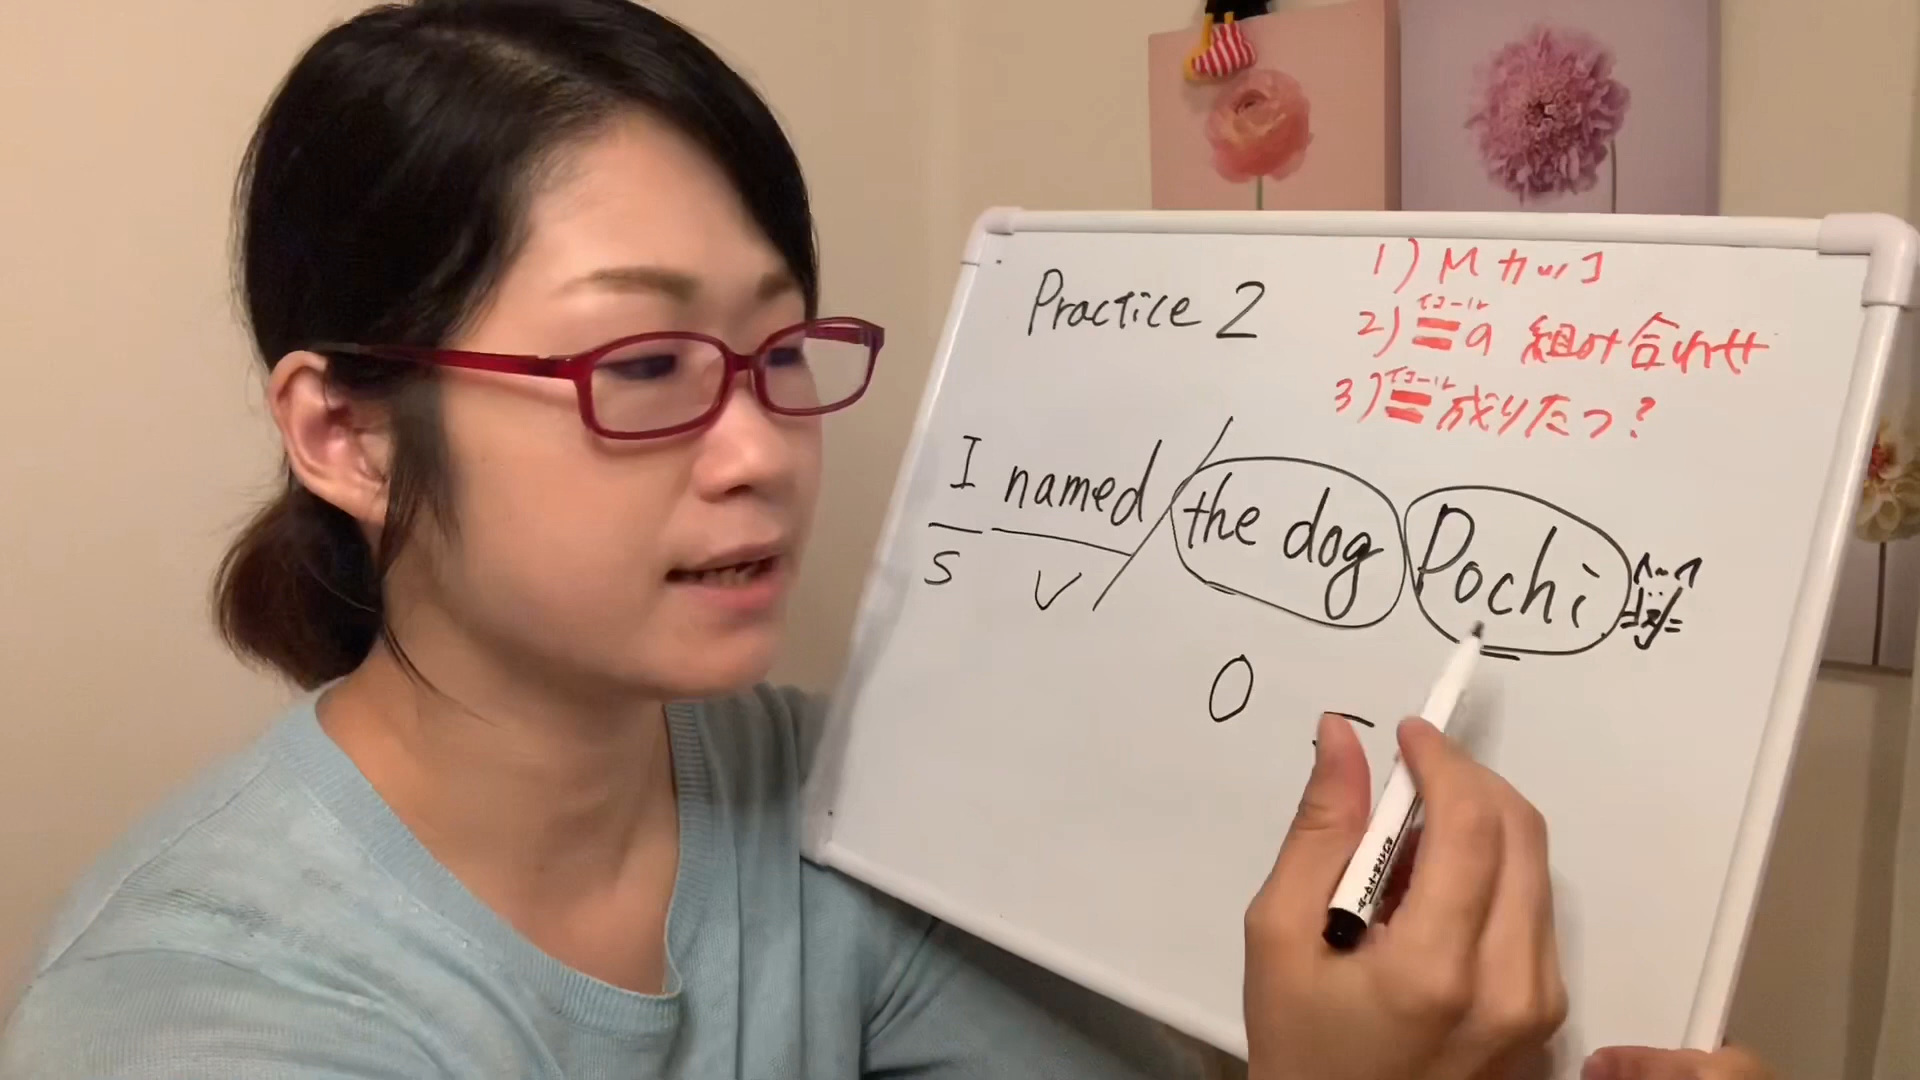 Practice 2
1) M カッコ
イコール
2) = の 組み合わせ
イコール
3) = 成りたつ?
I named / the dog Pochi
S V
O